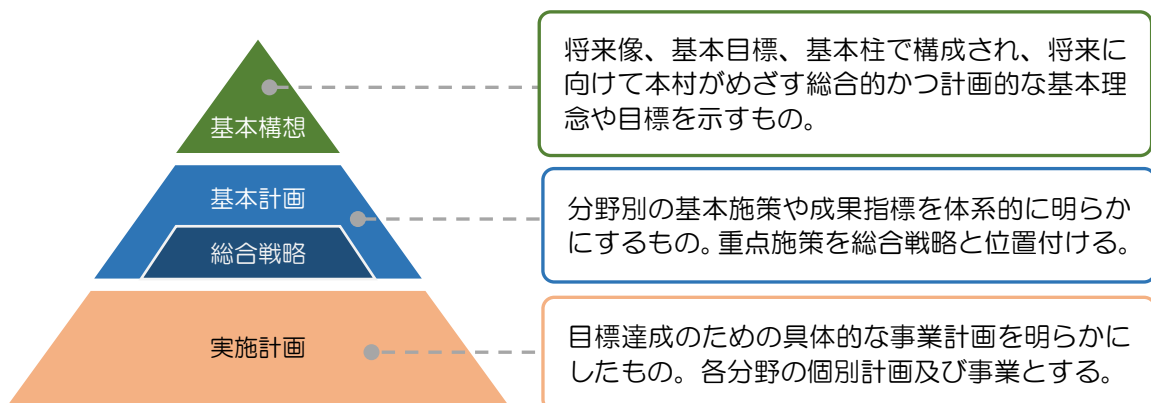 基本構想
将来像、基本目標、基本柱で構成され、将来に
向けて本村がめざす総合的かつ計画的な基本理
念や目標を示すもの。
基本計画
総合戦略
分野別の基本施策や成果指標を体系的に明らか
にするもの。重点施策を総合戦略と位置付ける。
実施計画
目標達成のための具体的な事業計画を明らかに
したもの。各分野の個別計画及び事業とする。